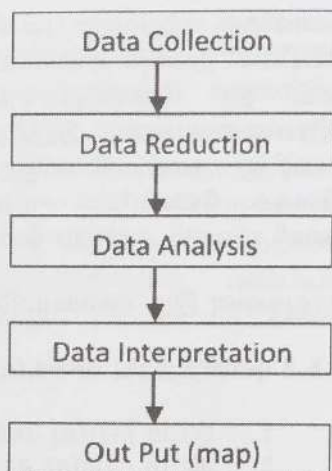 Data Collection
Data Reduction
Data Analysis
Data Interpretation
Out Put (map)